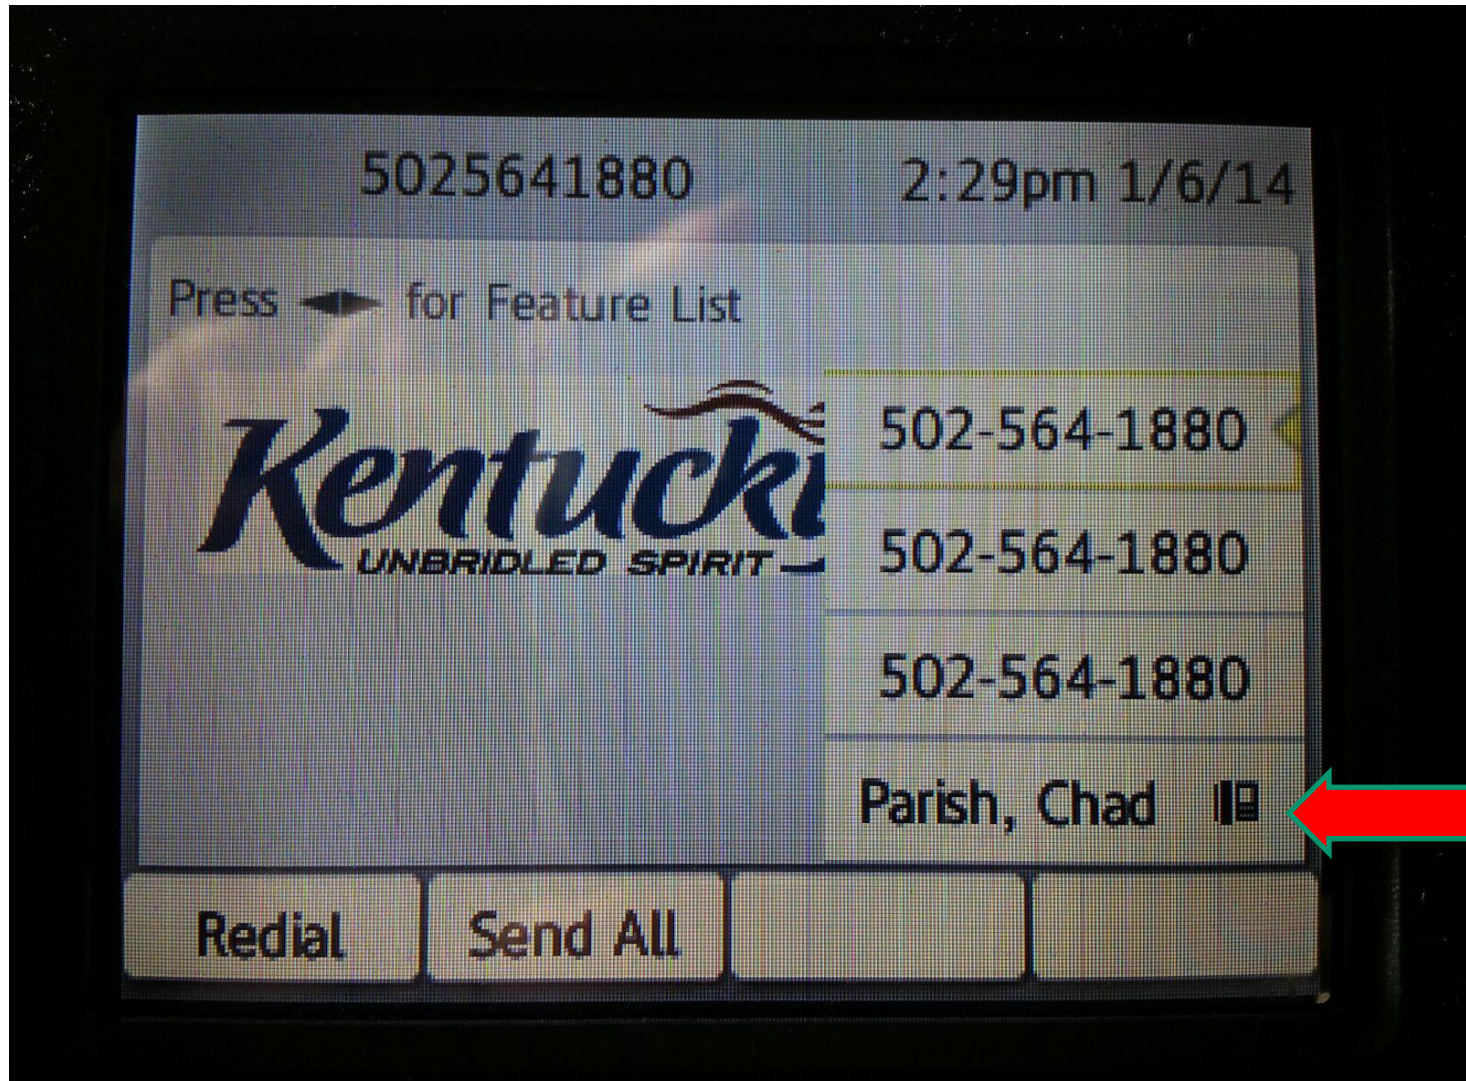 5025641880 2:29pm 1/6/14
Press ◄► for Feature List
Kentucky
UNBRIDLED SPIRIT
502-564-1880
502-564-1880
502-564-1880
Parish, Chad
Redial Send All